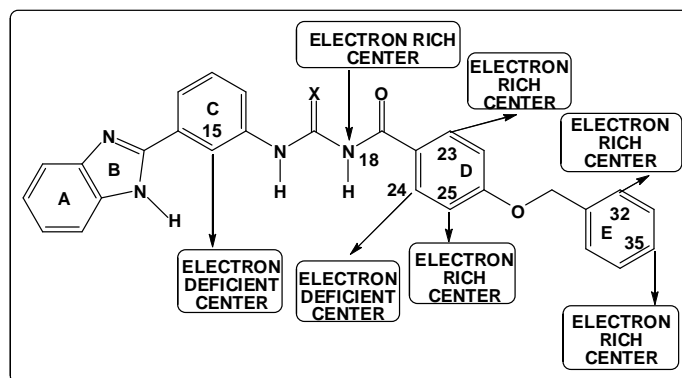 ELECTRON RICH
CENTER
ELECTRON
RICH
CENTER
ELECTRON
RICH
CENTER
X
O
C
15
N
B
N
H
A
N
H
N
18
H
23
D
24
25
O
32
E
35
ELECTRON
DEFICIENT
CENTER
ELECTRON
DEFICIENT
CENTER
ELECTRON
RICH
CENTER
ELECTRON
RICH
CENTER